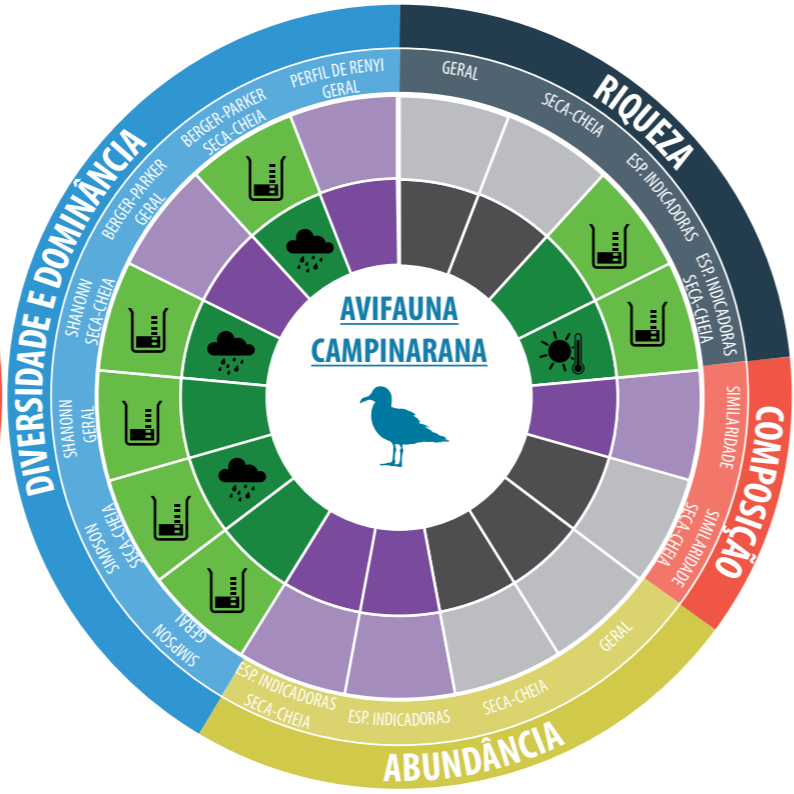 AVIFAUNA
CAMPINARANA
RIQUEZA
GERAL
SECA-CHEIA
ESP. INDICADORAS
ESP. INDICADORAS
SECA-CHEIA
COMPOSIÇÃO
SIMILARIDADE
SIMILARIDADE
SECA-CHEIA
ABUNDÂNCIA
GERAL
SECA-CHEIA
ESP. INDICADORAS
ESP. INDICADORAS
SECA-CHEIA
DIVERSIDADE E DOMINÂNCIA
SIMPSON
GERAL
SIMPSON
SECA-CHEIA
SHANONN
GERAL
SHANONN
SECA-CHEIA
BERGER-PARKER
GERAL
BERGER-PARKER
SECA-CHEIA
PERFIL DE RENYI
GERAL